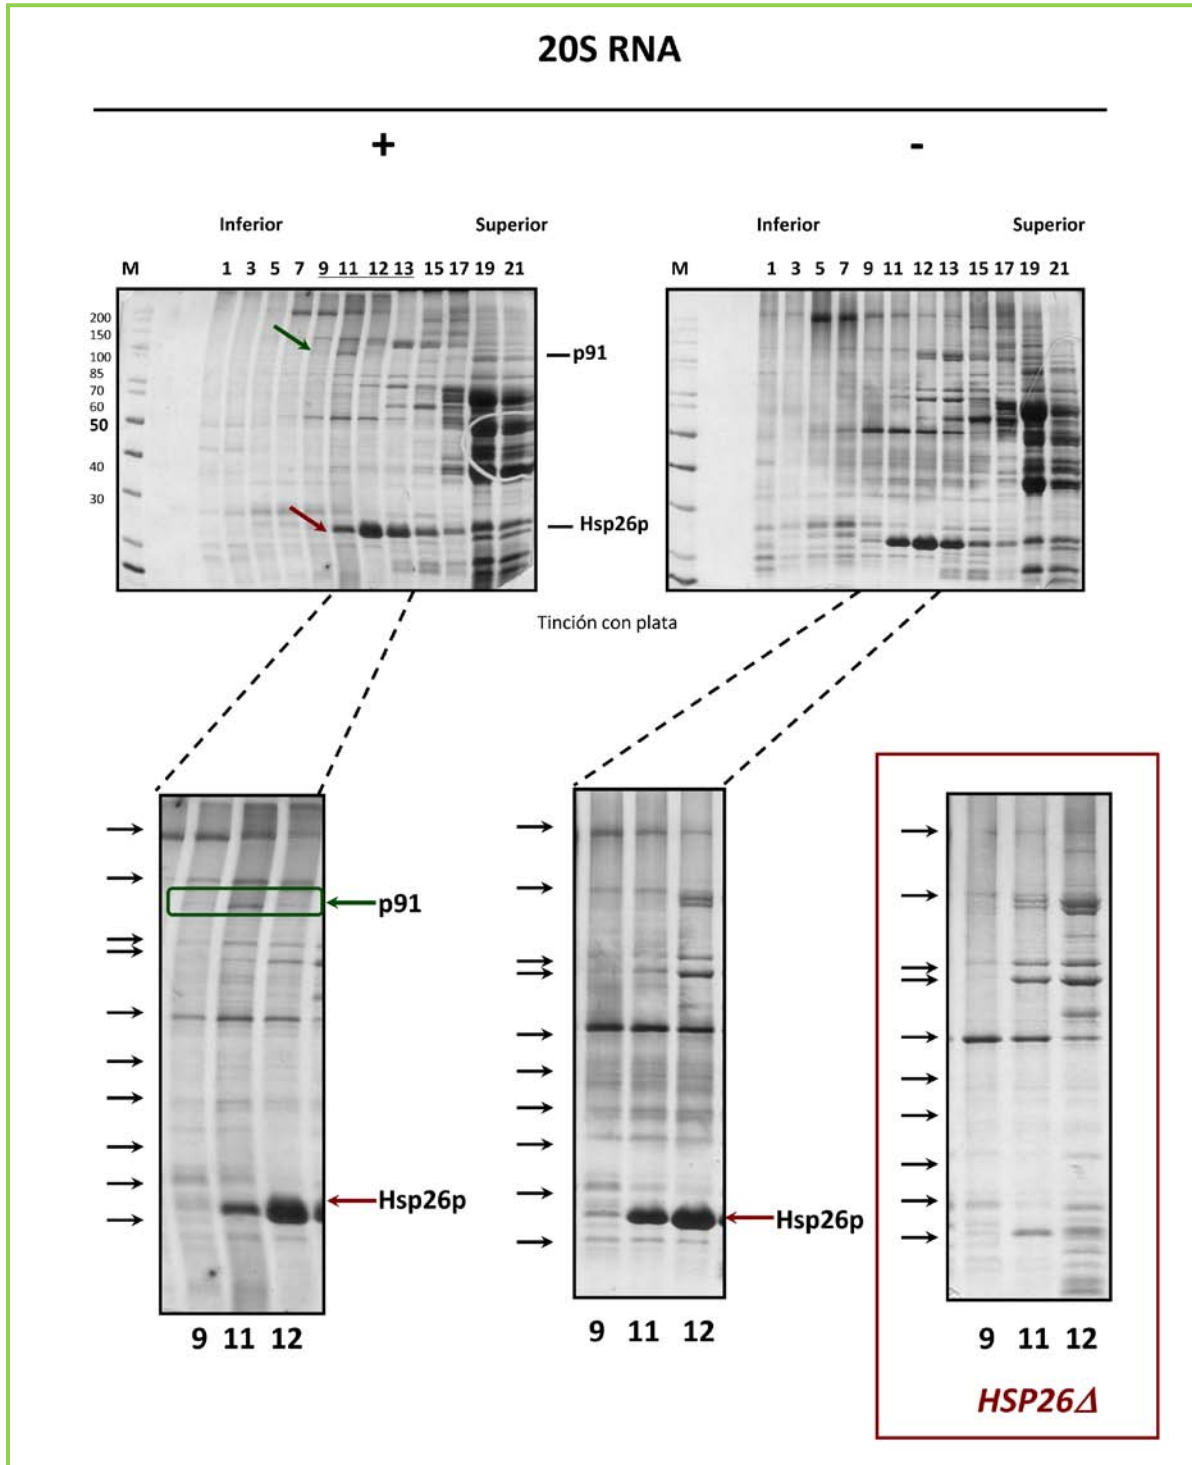 20S RNA
+ -
Inferior Superior Inferior Superior
M 1 3 5 7 9 11 12 13 15 17 19 21 M 1 3 5 7 9 11 12 13 15 17 19 21
200
150
100
85
70
60
50
40
30
p91
Hsp26p
Tinción con plata
p91
Hsp26p
Hsp26p
9 11 12 9 11 12 9 11 12
HSP26Δ